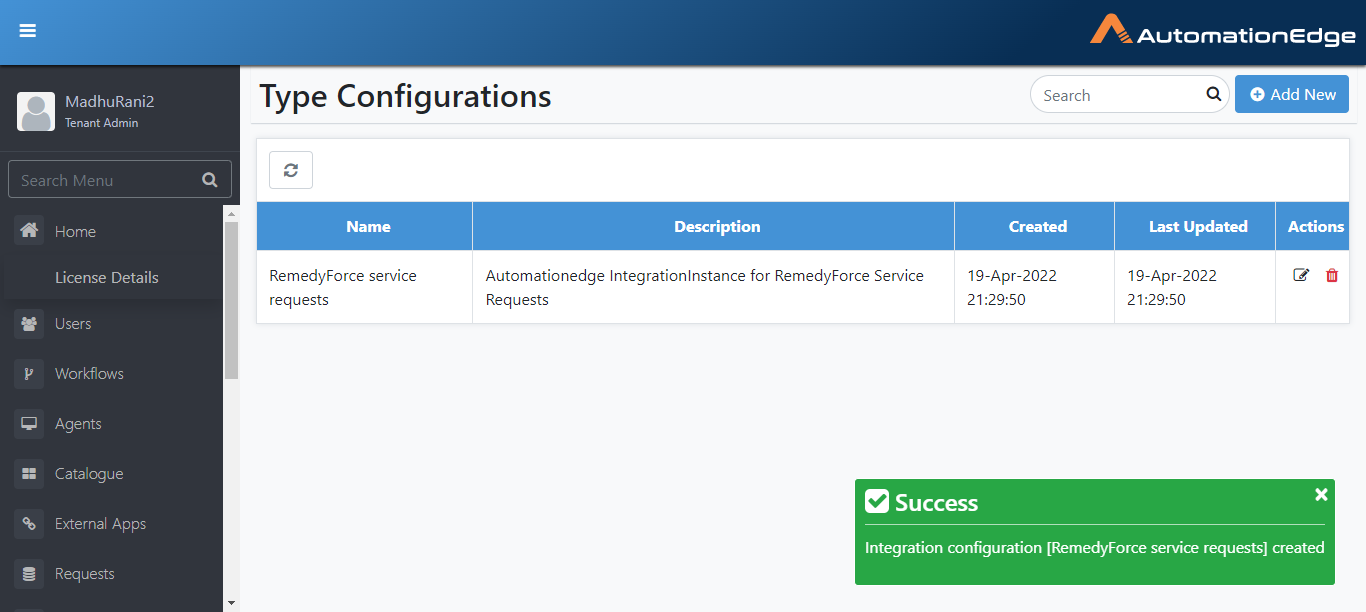 AutomationEdge
MadhuRani2
Tenant Admin
Search Menu
Home
License Details
Users
Workflows
Agents
Catalogue
External Apps
Requests
Type Configurations
Search
Add New
Name
Description
Created
Last Updated
Actions
RemedyForce service
requests
Automationedge IntegrationInstance for RemedyForce Service
Requests
19-Apr-2022
21:29:50
19-Apr-2022
21:29:50
Success
Integration configuration [RemedyForce service requests] created